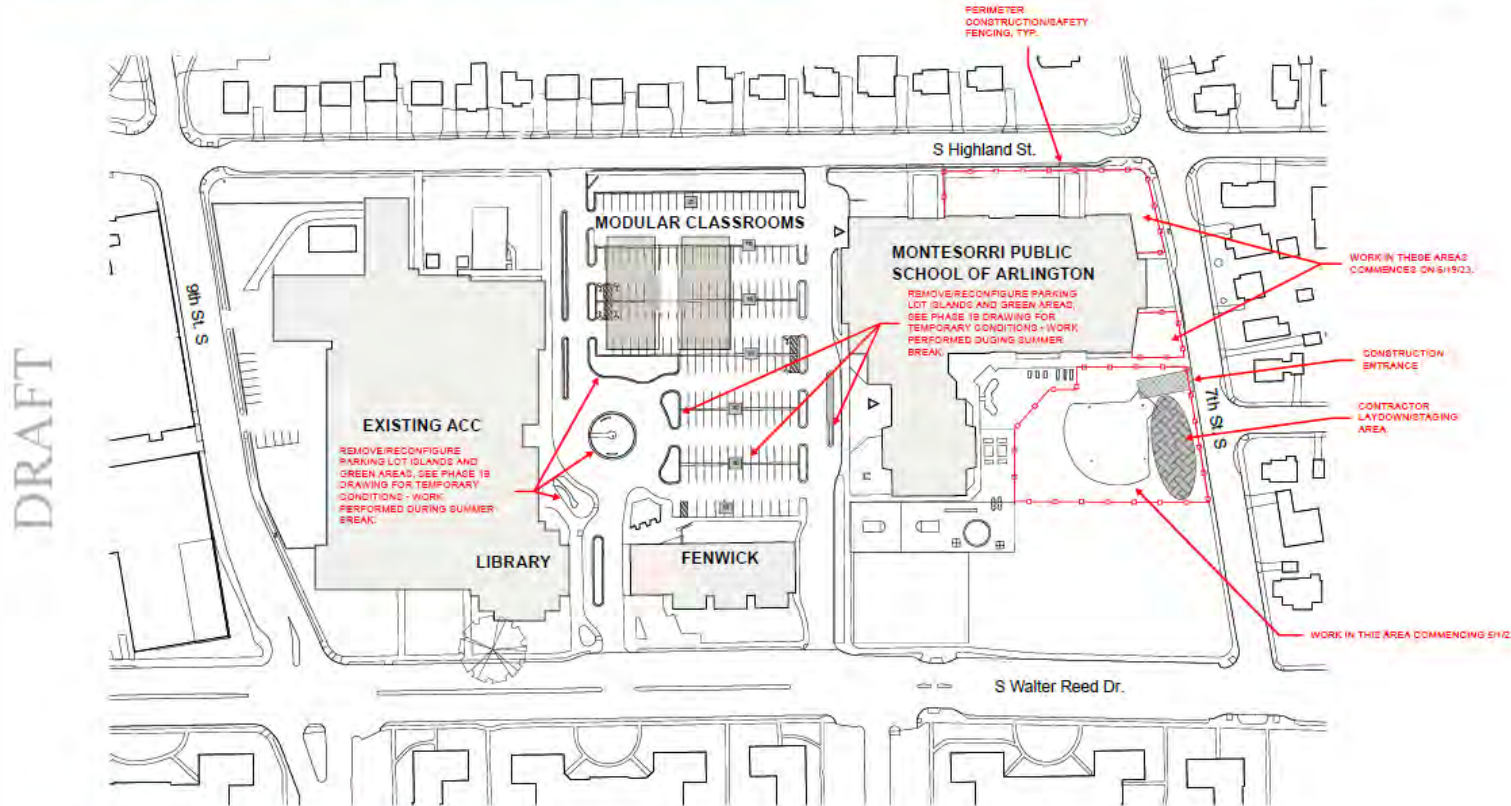 PERIMETER
CONSTRUCTION/SAFETY
FENCING, TYP.
S Highland St.
MODULAR CLASSROOMS
MONTESORRI PUBLIC
SCHOOL OF ARLINGTON
REMOVE/RECONFIGURE PARKING
LOT ISLANDS AND GREEN AREAS,
SEE PHASE 1B DRAWING FOR
TEMPORARY CONDITIONS - WORK
PERFORMED DUGING SUMMER
BREAK.
WORK IN THESE AREAS
COMMENCES ON 6/19/23.
9th St. S
CONSTRUCTION
ENTRANCE
7th St. S
CONTRACTOR
LAYDOWN/STAGING
AREA
DRAFT
EXISTING ACC
REMOVE/RECONFIGURE
PARKING LOT ISLANDS AND
GREEN AREAS, SEE PHASE 1B
DRAWING FOR TEMPORARY
CONDITIONS - WORK
PERFORMED DURING SUMMER
BREAK.
LIBRARY
FENWICK
WORK IN THIS AREA COMMENCING
S Walter Reed Dr.